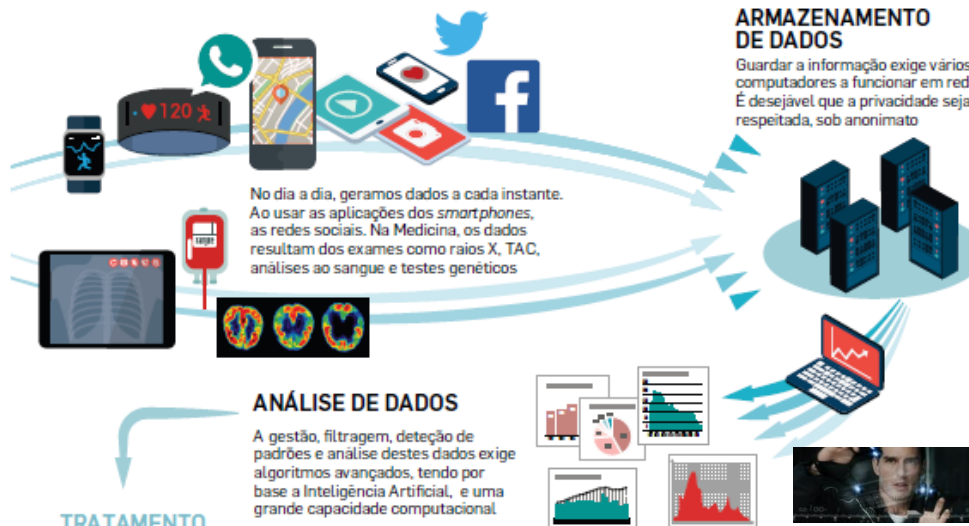 ARMAZENAMENTO
DE DADOS
Guardar a informação exige vários
computadores a funcionar em red
É desejável que a privacidade seja
respeitada, sob anonimato
120
No dia a dia, geramos dados a cada instante.
Ao usar as aplicações dos smartphones,
as redes sociais. Na Medicina, os dados
resultam dos exames como raios X, TAC,
análises ao sangue e testes genéticos
ANÁLISE DE DADOS
A gestão, filtragem, deteção de
padrões e análise destes dados exige
algoritmos avançados, tendo por
base a Inteligência Artificial, e uma
grande capacidade computacional
TRATAMENTO